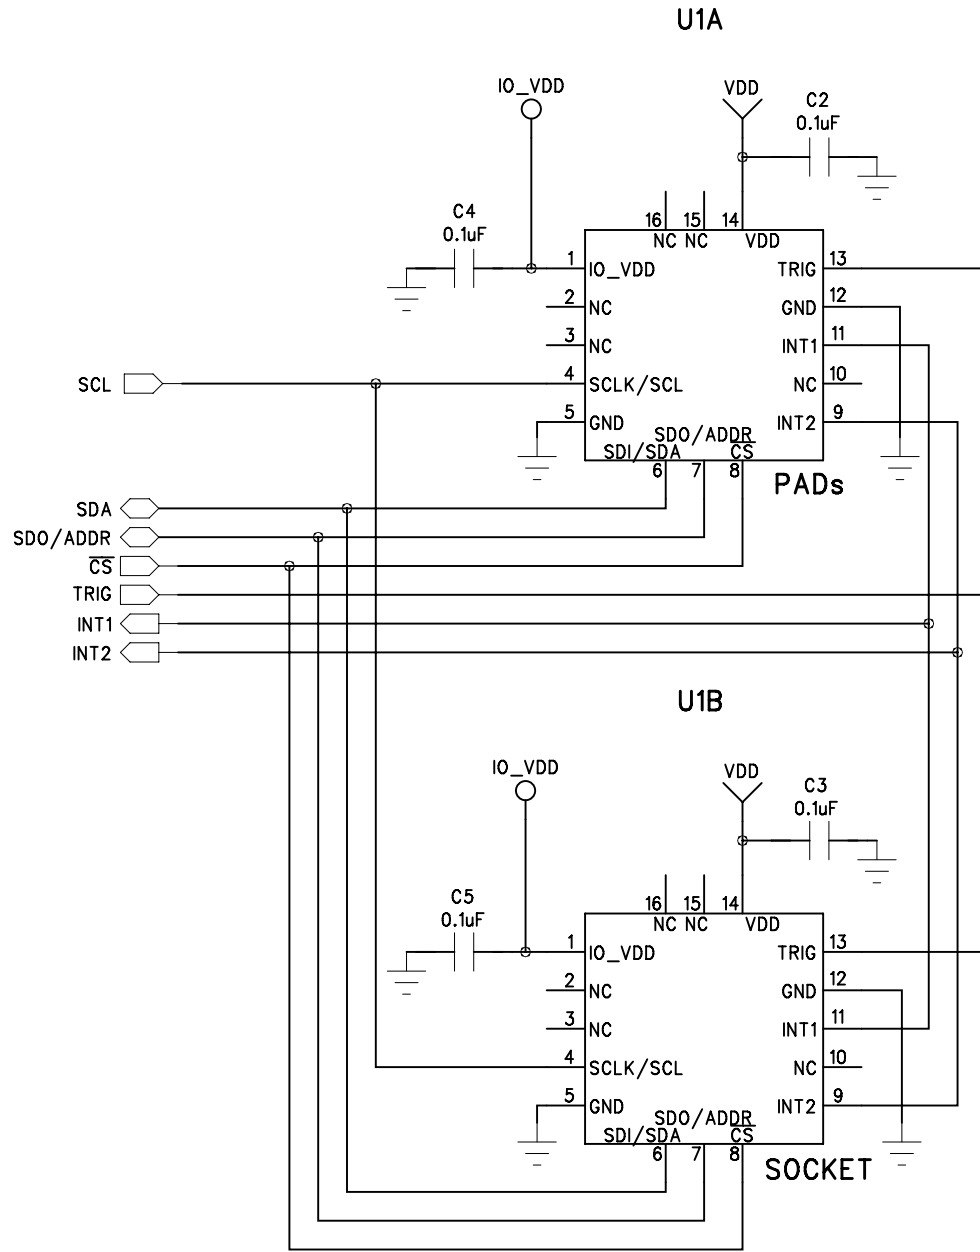 U1A
IO_VDD
VDD
C2
0.1uF
C4
0.1uF
16 15 14
NC NC VDD
1 IO_VDD TRIG 13
2 NC GND 12
3 NC INT1 11
SCL 4 SCLK/SCL NC 10
5 GND INT2 9
SDO/ADDR
SDI/SDA CS
6 7 8
PADs
SDA
SDO/ADDR
CS
TRIG
INT1
INT2
U1B
IO_VDD
VDD
C3
0.1uF
C5
0.1uF
16 15 14
NC NC VDD
1 IO_VDD TRIG 13
2 NC GND 12
3 NC INT1 11
4 SCLK/SCL NC 10
5 GND INT2 9
SDO/ADDR
SDI/SDA CS
6 7 8
SOCKET